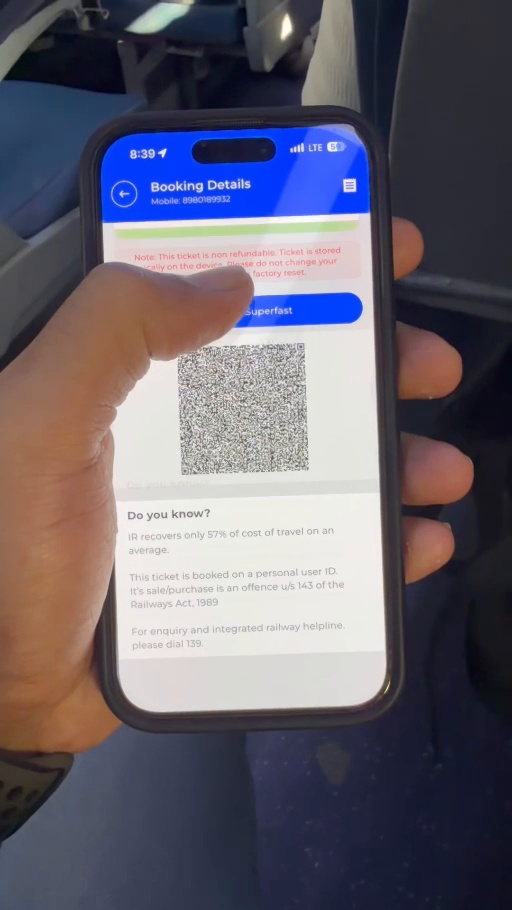 8:39
LTE
Booking Details
Mobile: 8980189932
Note: This ticket is non refundable. Ticket is stored
on the device. Please do not change your
factory reset.
Superfast
Do you know?
IR recovers only 57% of cost of travel on an
average.
This ticket is booked on a personal user ID.
It's sale/purchase is an offence u/s 143 of the
Railways Act, 1989
For enquiry and integrated railway helpline,
please dial 139.